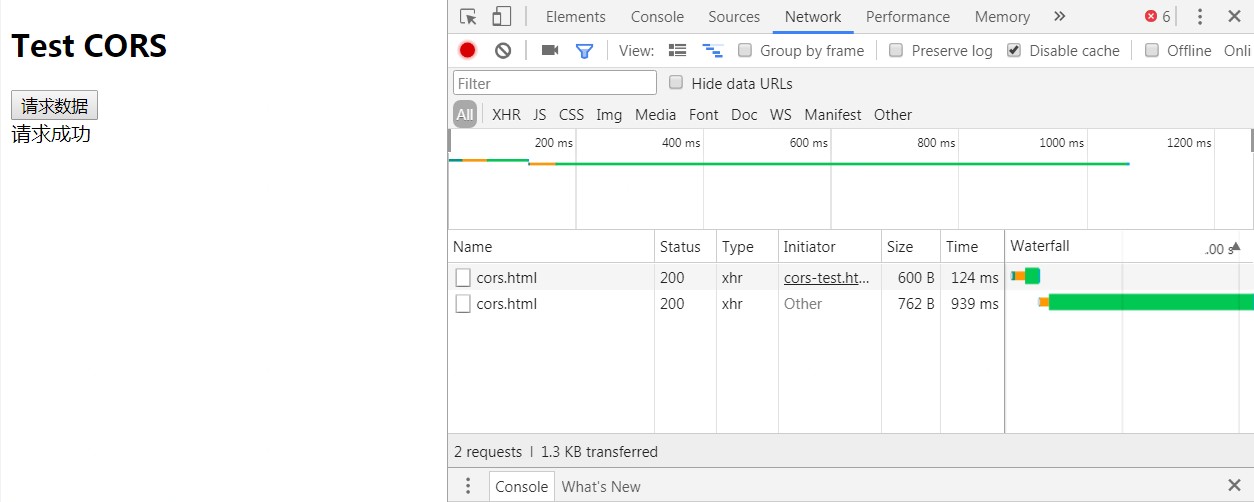 Test CORS
请求数据
请求成功
Elements Console Sources Network Performance Memory 6
View: Group by frame Preserve log Disable cache Offline Onli
Filter Hide data URLs
All XHR JS CSS Img Media Font Doc WS Manifest Other
200 ms 400 ms 600 ms 800 ms 1000 ms 1200 ms
Name Status Type Initiator Size Time Waterfall .00 s
cors.html 200 xhr cors-test.ht... 600 B 124 ms
cors.html 200 xhr Other 762 B 939 ms
2 requests | 1.3 KB transferred
Console What's New